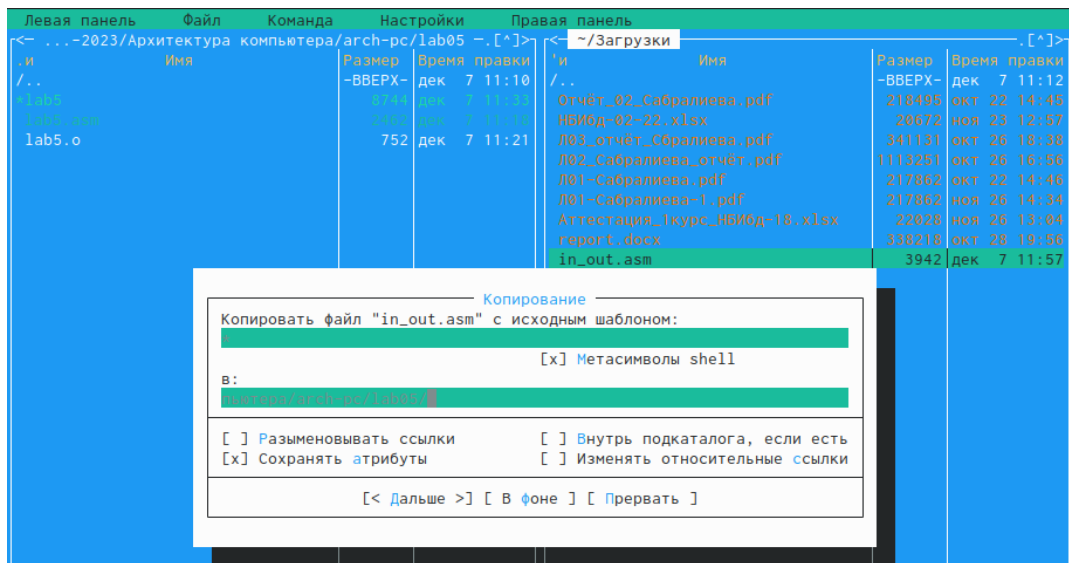 Левая панель Файл Команда Настройки Правая панель
<─ ...-2023/Архитектура компьютера/arch-pc/lab05 ─.[^]>
.и Имя Размер Время правки
/.. -ВВЕРХ- дек 7 11:10
*lab5 8744 дек 7 11:33
lab5.asm 2462 дек 7 11:18
lab5.o 752 дек 7 11:21
<─ ~/Загрузки .[^]>
'и Имя Размер Время правки
/.. -ВВЕРХ- дек 7 11:12
Отчёт_02_Сабралиева.pdf 218495 окт 22 14:45
НБИбд-02-22.xlsx 20672 ноя 23 12:57
Л03_отчёт_Сбралиева.pdf 341131 окт 26 18:38
Л02_Сабралиева_отчёт.pdf 1113251 окт 26 16:56
Л01-Сабралиева.pdf 217862 окт 22 14:46
Л01-Сабралиева-1.pdf 217862 ноя 26 14:34
Аттестация_1курс_НБИбд-18.xlsx 22028 ноя 26 13:04
report.docx 338218 окт 28 19:56
in_out.asm 3942 дек 7 11:57
Копирование
Копировать файл "in_out.asm" с исходным шаблоном:
*
[x] Метасимволы shell
в:
пьютера/arch-pc/lab05/
[ ] Разыменовывать ссылки [ ] Внутрь подкаталога, если есть
[x] Сохранять атрибуты [ ] Изменять относительные ссылки
[< Дальше >] [ В фоне ] [ Прервать ]